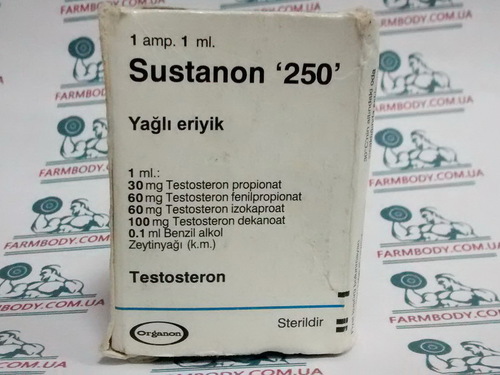 1 amp. 1 ml.
Sustanon ‘250’
Yağlı eriyik
1 ml.:
30 mg Testosteron propionat
60 mg Testosteron fenilpropionat
60 mg Testosteron izokaproat
100 mg Testosteron dekanoat
0.1 ml Benzil alkol
Zeytinyağı (k.m.)
Testosteron
Organon
Sterildir
FARMBODY.COM.UA